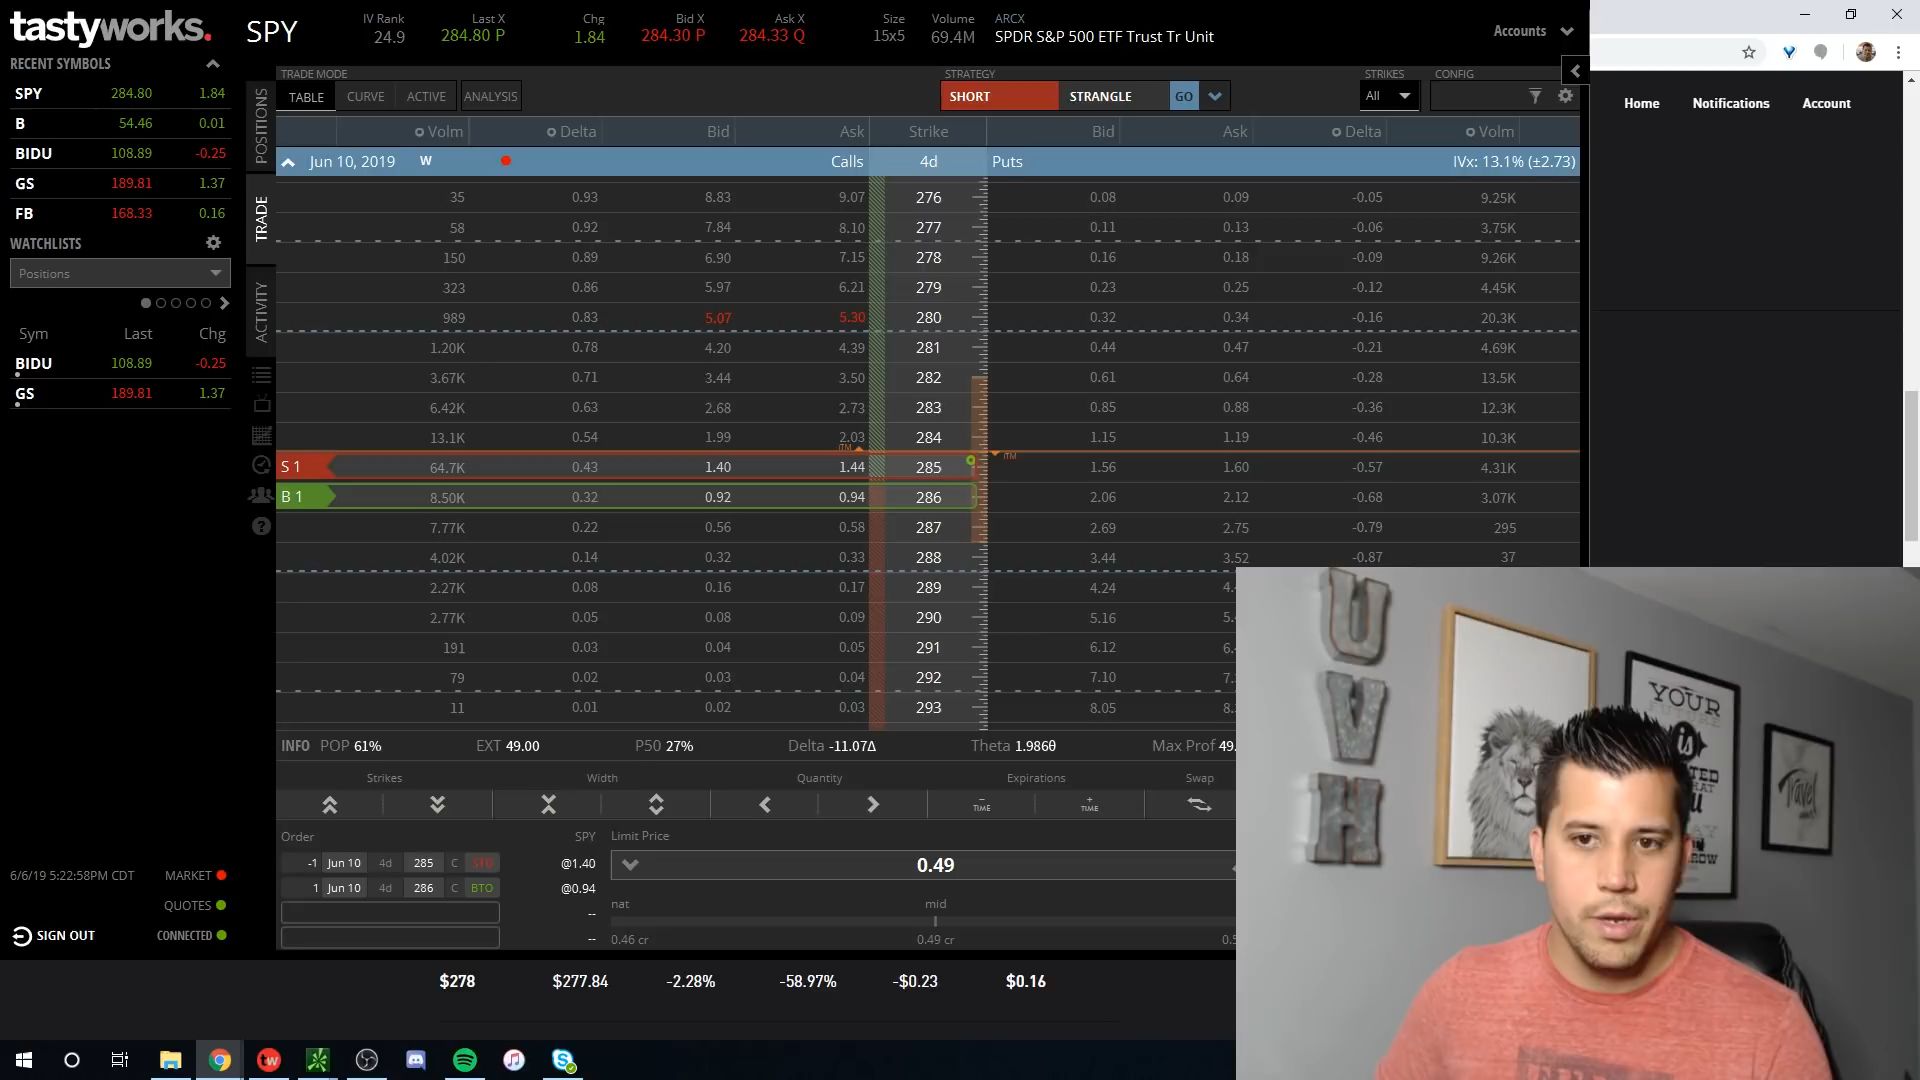 tastyworks.
SPY
IV Rank
24.9
Last X
284.80 P
Chg
1.84
Bid X
284.30 P
Ask X
284.33 Q
Size
15x5
Volume
69.4M
ARCX
SPDR S&P 500 ETF Trust Tr Unit
Accounts
RECENT SYMBOLS
SPY 284.80 1.84
B 54.46 0.01
BIDU 108.89 -0.25
GS 189.81 1.37
FB 168.33 0.16
WATCHLISTS
Positions
Sym Last Chg
BIDU 108.89 -0.25
GS 189.81 1.37
6/6/19 5:22:58PM CDT MARKET
QUOTES
SIGN OUT CONNECTED
POSITIONS
TRADE
ACTIVITY
TRADE MODE
TABLE CURVE ACTIVE ANALYSIS
STRATEGY
SHORT STRANGLE GO
STRIKES
All
CONFIG
Home Notifications Account
Volm Delta Bid Ask Strike Bid Ask Delta Volm
Jun 10, 2019 W Calls 4d Puts IVx: 13.1% (±2.73)
35 0.93 8.83 9.07 276 0.08 0.09 -0.05 9.25K
58 0.92 7.84 8.10 277 0.11 0.13 -0.06 3.75K
150 0.89 6.90 7.15 278 0.16 0.18 -0.09 9.26K
323 0.86 5.97 6.21 279 0.23 0.25 -0.12 4.45K
989 0.83 5.07 5.30 280 0.32 0.34 -0.16 20.3K
1.20K 0.78 4.20 4.39 281 0.44 0.47 -0.21 4.69K
3.67K 0.71 3.44 3.50 282 0.61 0.64 -0.28 13.5K
6.42K 0.63 2.68 2.73 283 0.85 0.88 -0.36 12.3K
13.1K 0.54 1.99 2.03 284 1.15 1.19 -0.46 10.3K
ITM ITM
S 1 64.7K 0.43 1.40 1.44 285 1.56 1.60 -0.57 4.31K
B 1 8.50K 0.32 0.92 0.94 286 2.06 2.12 -0.68 3.07K
7.77K 0.22 0.56 0.58 287 2.69 2.75 -0.79 295
4.02K 0.14 0.32 0.33 288 3.44 3.52 -0.87 37
2.27K 0.08 0.16 0.17 289 4.24
2.77K 0.05 0.08 0.09 290 5.16
191 0.03 0.04 0.05 291 6.12
79 0.02 0.03 0.04 292 7.10
11 0.01 0.02 0.03 293 8.05
INFO POP 61% EXT 49.00 P50 27% Delta -11.07Δ Theta 1.986θ Max Prof 49.
Strikes Width Quantity Expirations Swap
TIME TIME
Order SPY Limit Price
-1 Jun 10 4d 285 C STO @1.40
0.49
1 Jun 10 4d 286 C BTO @0.94
--
nat mid
--
0.46 cr 0.49 cr
$278 $277.84 -2.28% -58.97% -$0.23 $0.16
tw
U
V
H
YOUR
is
Travel